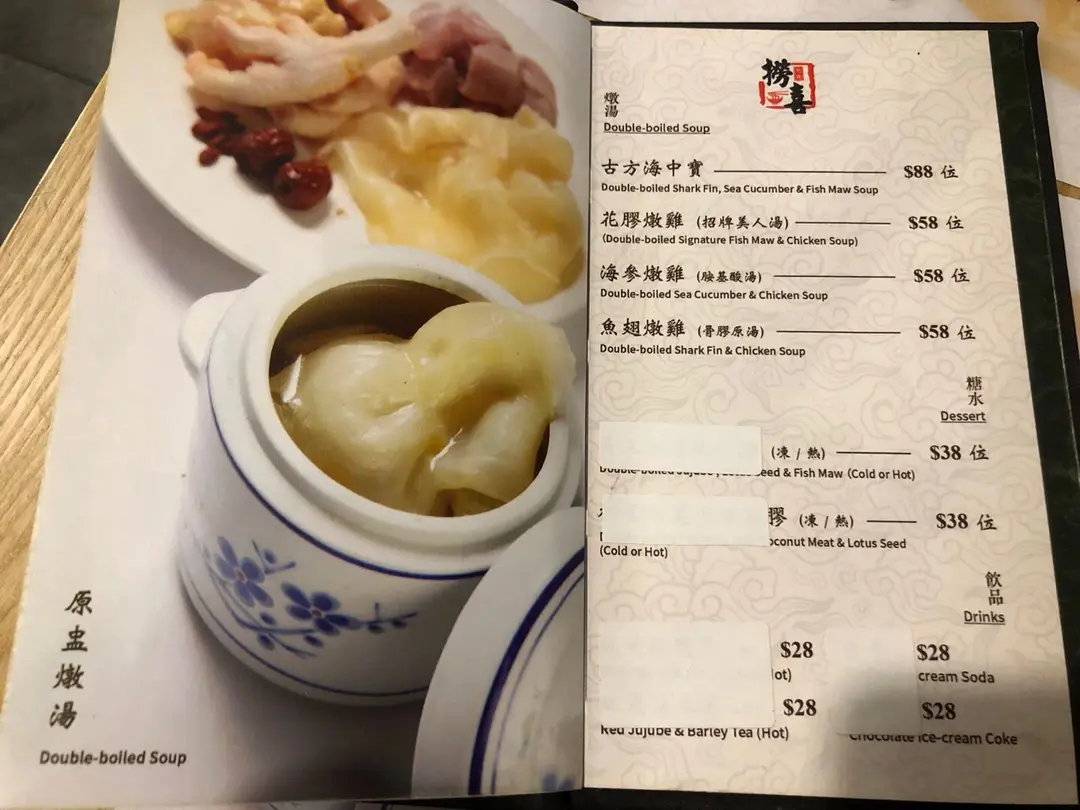 原盅燉湯
Double-boiled Soup
撈喜
燉湯
Double-boiled Soup
古方海中寶 $88 位
Double-boiled Shark Fin, Sea Cucumber & Fish Maw Soup
花膠燉雞 (招牌美人湯) $58 位
(Double-boiled Signature Fish Maw & Chicken Soup)
海參燉雞 (胺基酸湯) $58 位
Double-boiled Sea Cucumber & Chicken Soup
魚翅燉雞 (骨膠原湯) $58 位
Double-boiled Shark Fin & Chicken Soup
糖水
Dessert
(凍 / 熱) $38 位
Double-boiled Jujube, Seed & Fish Maw (Cold or Hot)
膠 (凍 / 熱) $38 位
oconut Meat & Lotus Seed
(Cold or Hot)
飲品
Drinks
$28 $28
ot) cream Soda
$28 $28
Red Jujube & Barley Tea (Hot) Chocolate Ice-cream Coke